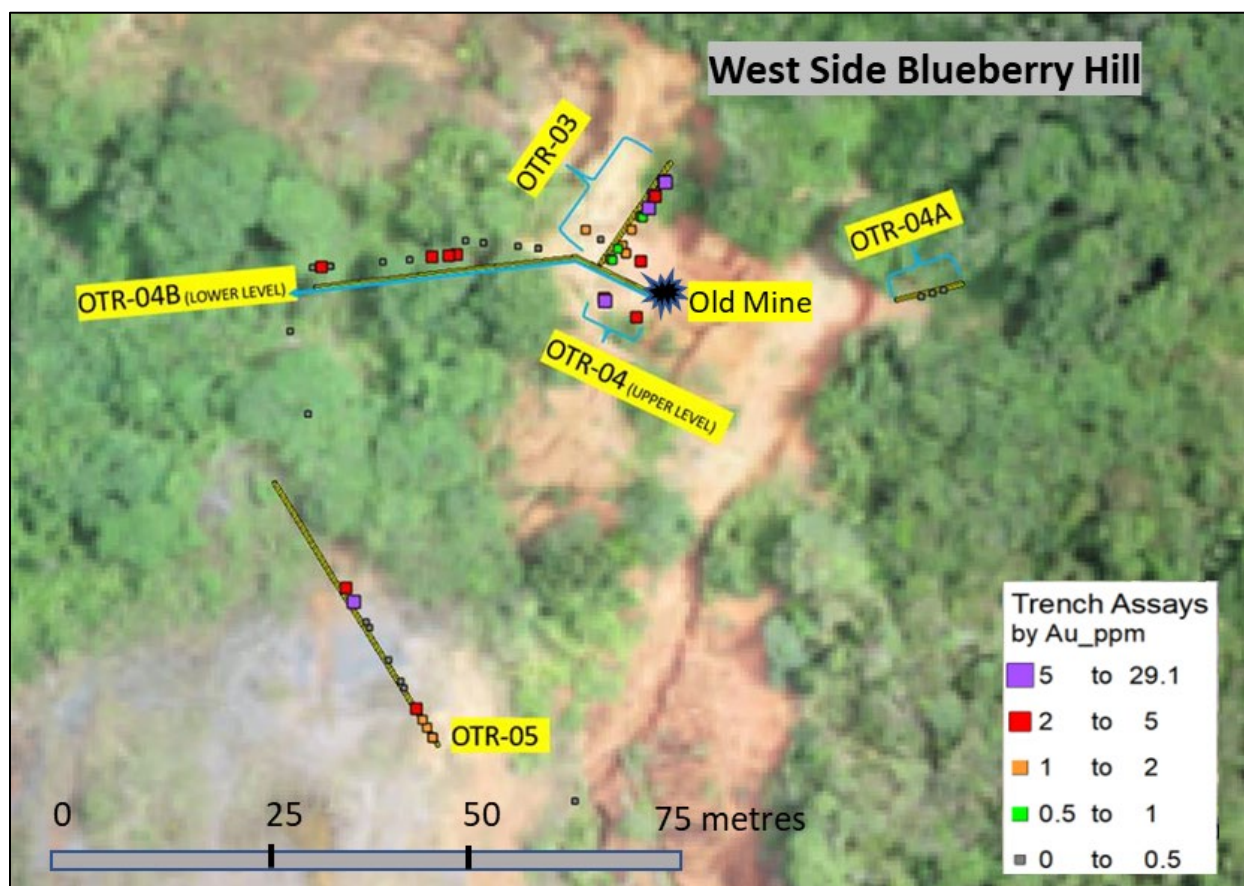 West Side Blueberry Hill
OTR-03
OTR-04A
OTR-04B (LOWER LEVEL)
Old Mine
OTR-04 (UPPER LEVEL)
OTR-05
0 25 50 75 metres
Trench Assays
by Au_ppm
5 to 29.1
2 to 5
1 to 2
0.5 to 1
0 to 0.5